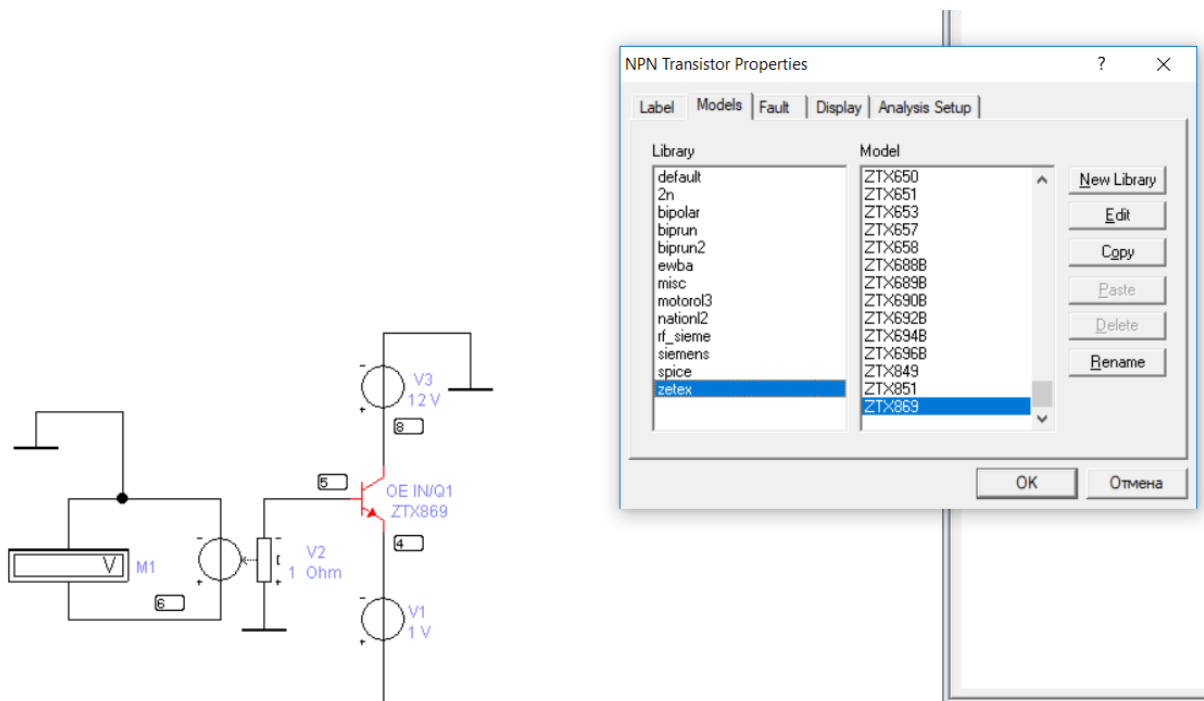 NPN Transistor Properties
?
Label Models Fault Display Analysis Setup
Library
Model
default
2n
bipolar
biprun
biprun2
ewba
misc
motorol3
nationl2
rf_sieme
siemens
spice
zetex
ZTX650
ZTX651
ZTX653
ZTX657
ZTX658
ZTX688B
ZTX689B
ZTX690B
ZTX692B
ZTX694B
ZTX696B
ZTX849
ZTX851
ZTX869
New Library
Edit
Copy
Paste
Delete
Rename
OK
Отмена
-
V3
12 V
+
8
5
OE IN/Q1
ZTX869
4
V
M1
6
-
+
-
+
V2
1 Ohm
-
V1
1 V
+